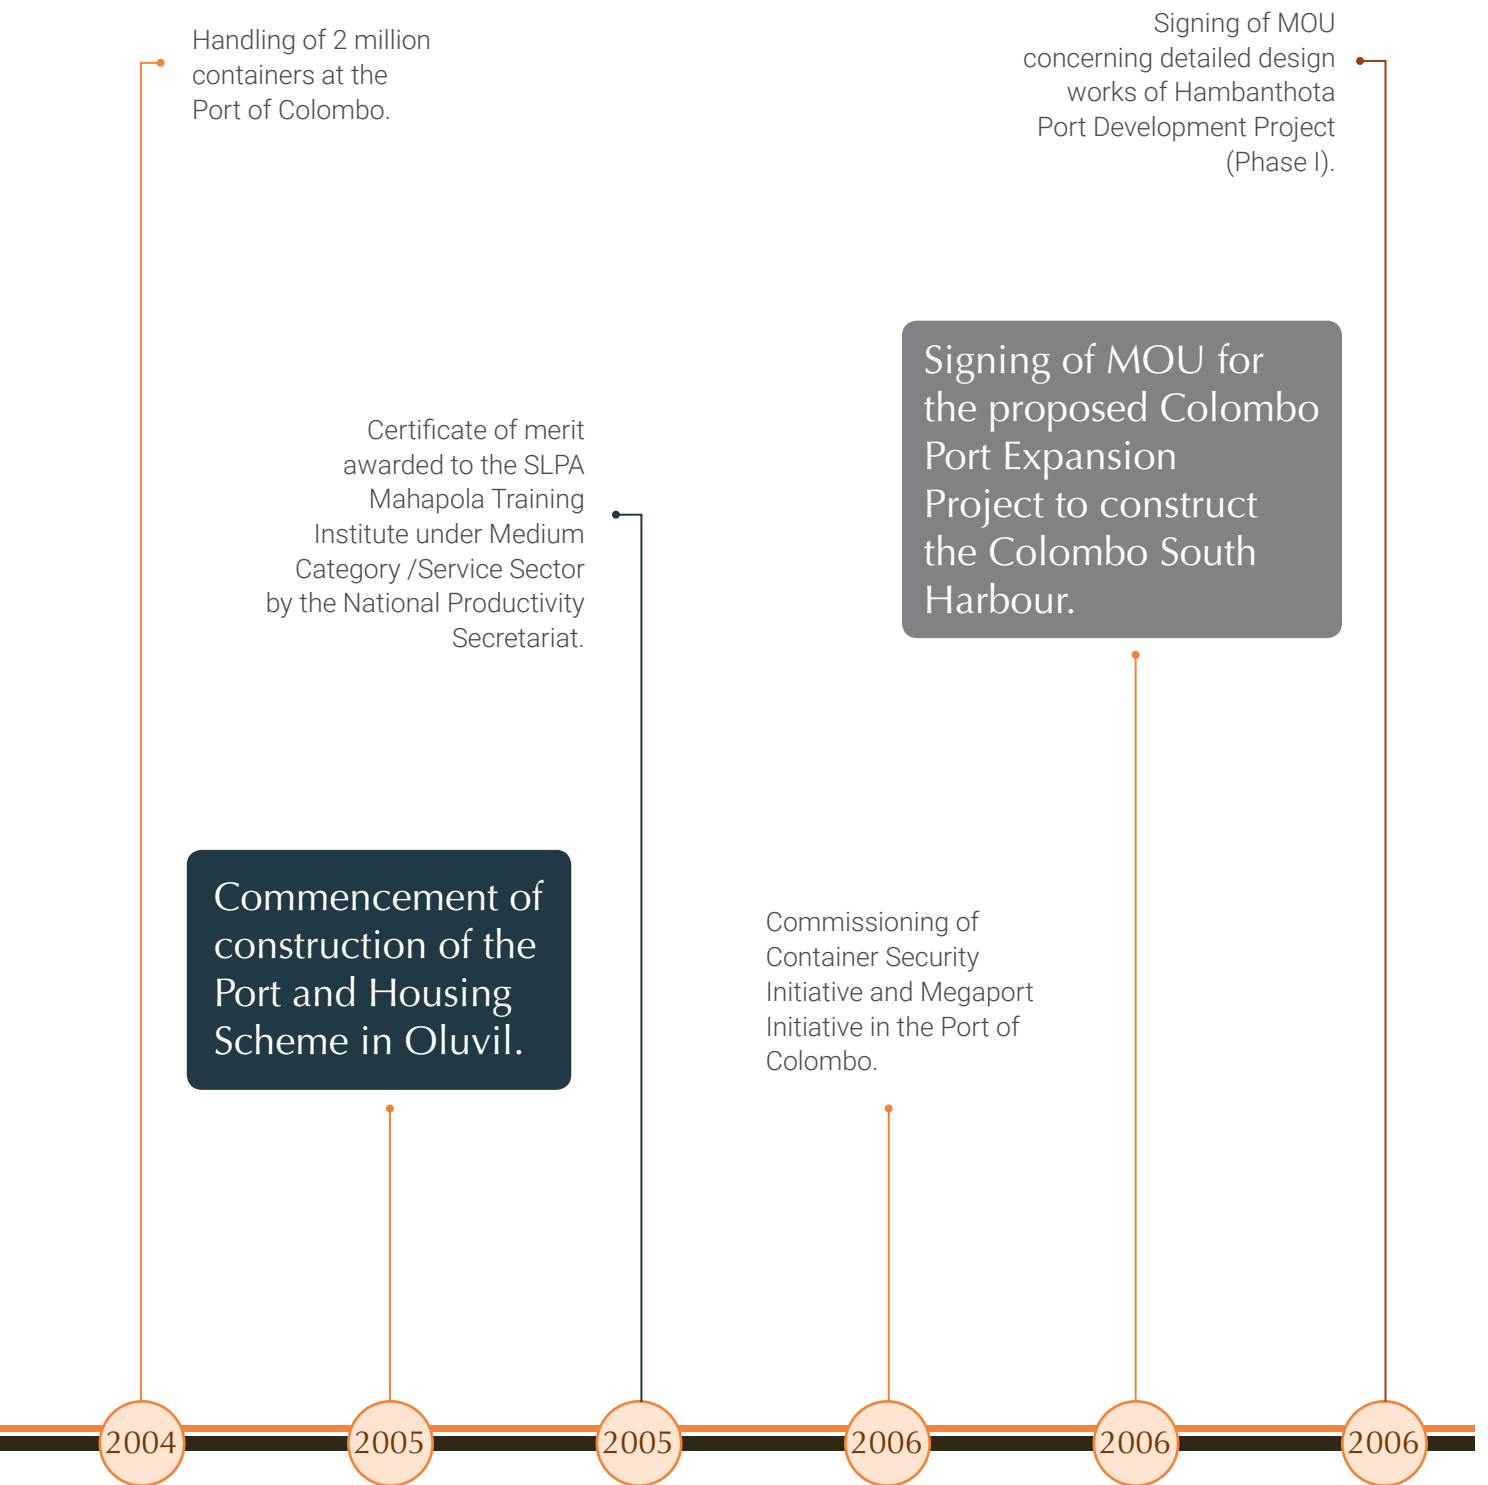 Handling of 2 million
containers at the
Port of Colombo.
Signing of MOU
concerning detailed design
works of Hambanthota
Port Development Project
(Phase I).
Signing of MOU for
the proposed Colombo
Port Expansion
Project to construct
the Colombo South
Harbour.
Certificate of merit
awarded to the SLPA
Mahapola Training
Institute under Medium
Category /Service Sector
by the National Productivity
Secretariat.
Commencement of
construction of the
Port and Housing
Scheme in Oluvil.
Commissioning of
Container Security
Initiative and Megaport
Initiative in the Port of
Colombo.
2004
2005
2005
2006
2006
2006